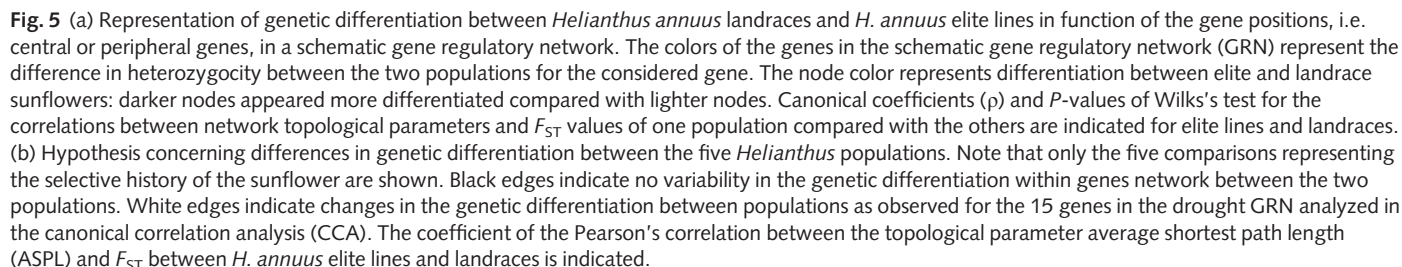 Fig. 5 (a) Representation of genetic differentiation between Helianthus annuus landraces and H. annuus elite lines in function of the gene positions, i.e.
central or peripheral genes, in a schematic gene regulatory network. The colors of the genes in the schematic gene regulatory network (GRN) represent the
difference in heterozygocity between the two populations for the considered gene. The node color represents differentiation between elite and landrace
sunflowers: darker nodes appeared more differentiated compared with lighter nodes. Canonical coefficients (ρ) and P-values of Wilks's test for the
correlations between network topological parameters and FST values of one population compared with the others are indicated for elite lines and landraces.
(b) Hypothesis concerning differences in genetic differentiation between the five Helianthus populations. Note that only the five comparisons representing
the selective history of the sunflower are shown. Black edges indicate no variability in the genetic differentiation within genes network between the two
populations. White edges indicate changes in the genetic differentiation between populations as observed for the 15 genes in the drought GRN analyzed in
the canonical correlation analysis (CCA). The coefficient of the Pearson's correlation between the topological parameter average shortest path length
(ASPL) and FST between H. annuus elite lines and landraces is indicated.